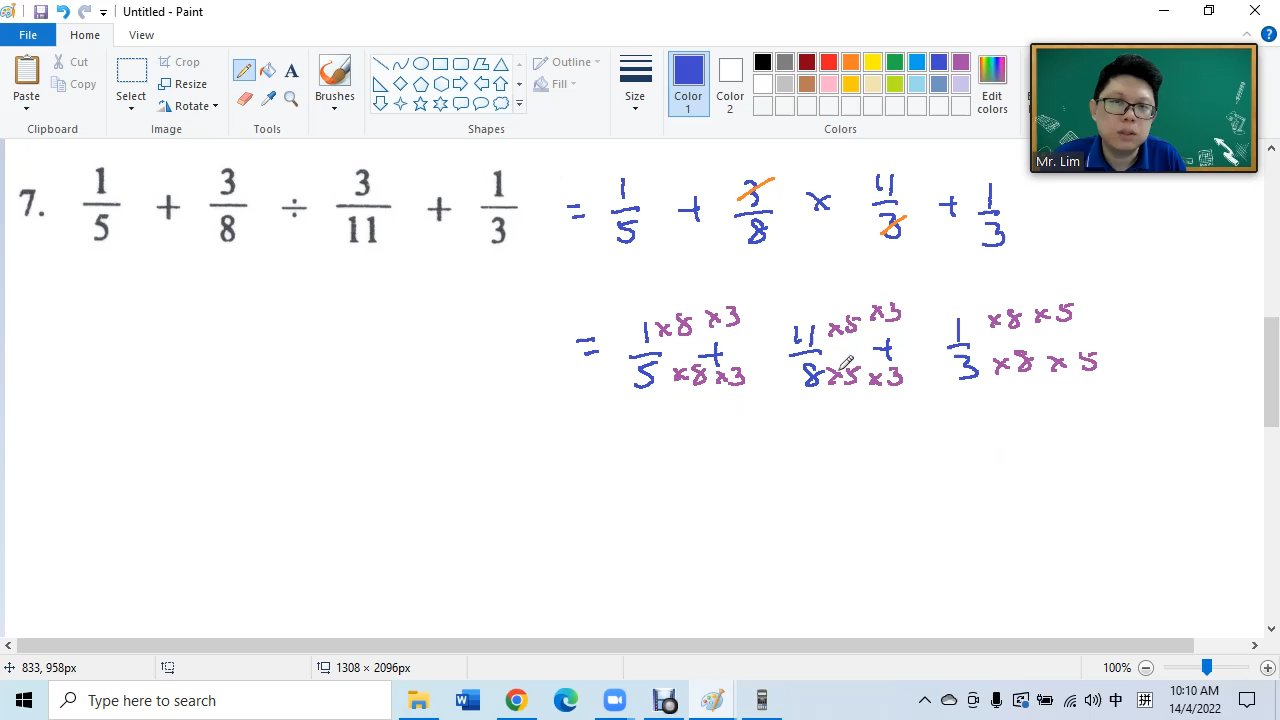 Untitled - Paint
File Home View
Cut Crop Outline
Paste Copy Select Resize Fill
Rotate Brushes Size Color 1 Color 2 Edit colors
Clipboard Image Tools Shapes Colors
Mr. Lim
7. 1/5 + 3/8 ÷ 3/11 + 1/3 = 1/5 + 3/8 × 11/3 + 1/3
= 1×8×3/5×8×3 + 11×5×3/8×5×3 + 1×8×5/3×8×5
833, 958px 1308 × 2096px 100%
Type here to search 中 拼 10:10 AM
14/4/2022